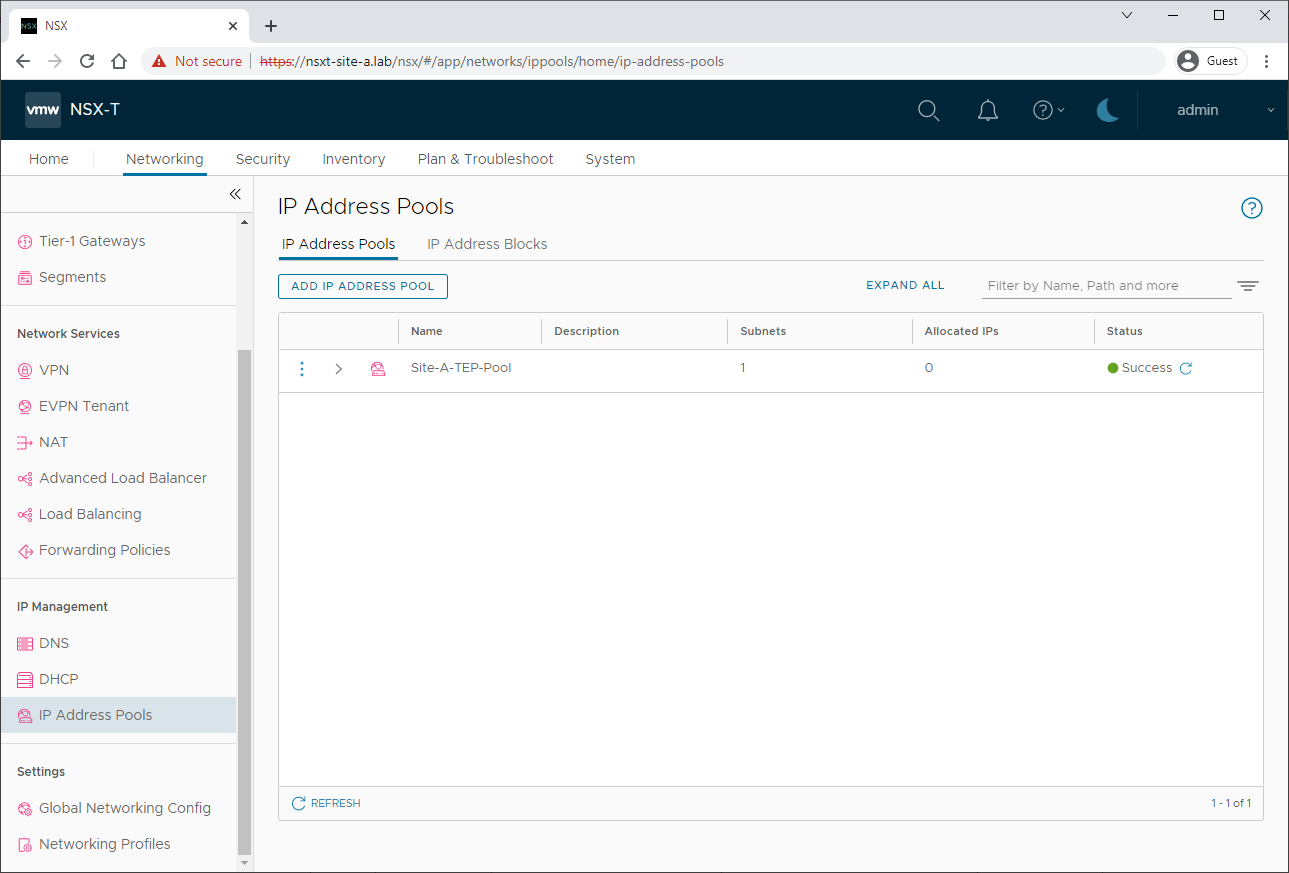 NSX NSX
Not secure https://nsxt-site-a.lab/nsx/#/app/networks/ippools/home/ip-address-pools Guest
vmw NSX-T ? admin
Home Networking Security Inventory Plan & Troubleshoot System
IP Address Pools ?
Tier-1 Gateways
Segments
Network Services
VPN
EVPN Tenant
NAT
Advanced Load Balancer
Load Balancing
Forwarding Policies
IP Management
DNS
DHCP
IP Address Pools
Settings
Global Networking Config
Networking Profiles
IP Address Pools IP Address Blocks
ADD IP ADDRESS POOL EXPAND ALL Filter by Name, Path and more
Name Description Subnets Allocated IPs Status
Site-A-TEP-Pool 1 0 Success
REFRESH 1 - 1 of 1